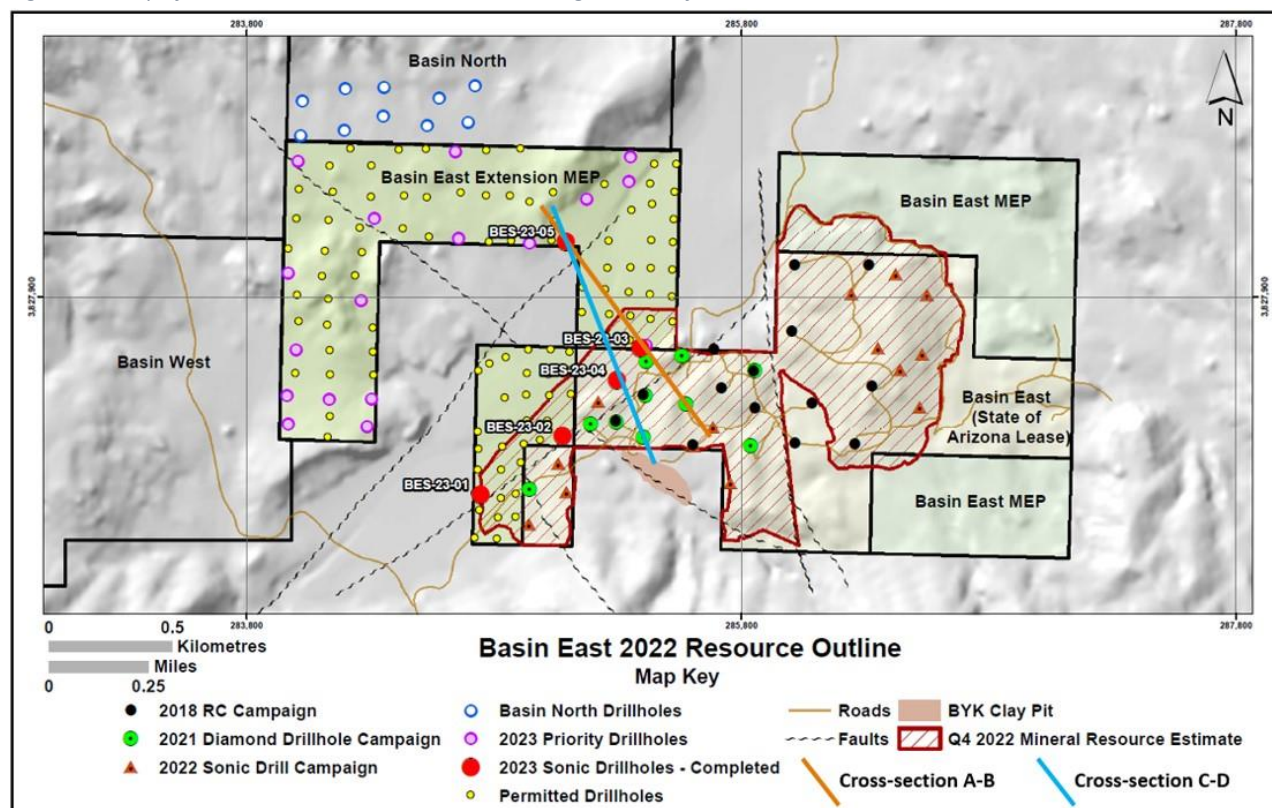 283,800 285,800 287,800
Basin North
N
Basin East Extension MEP
Basin East MEP
BES-23-05
3,827,900 3,827,900
BES-23-03
Basin West
BES-23-04
Basin East
(State of
Arizona Lease)
BES-23-02
BES-23-01
Basin East MEP
283,800 285,800 287,800
0 0.5
Kilometres
Miles
0 0.25
Basin East 2022 Resource Outline
Map Key
2018 RC Campaign
2021 Diamond Drillhole Campaign
2022 Sonic Drill Campaign
Basin North Drillholes
2023 Priority Drillholes
2023 Sonic Drillholes - Completed
Permitted Drillholes
Roads
Faults
BYK Clay Pit
Q4 2022 Mineral Resource Estimate
Cross-section A-B
Cross-section C-D